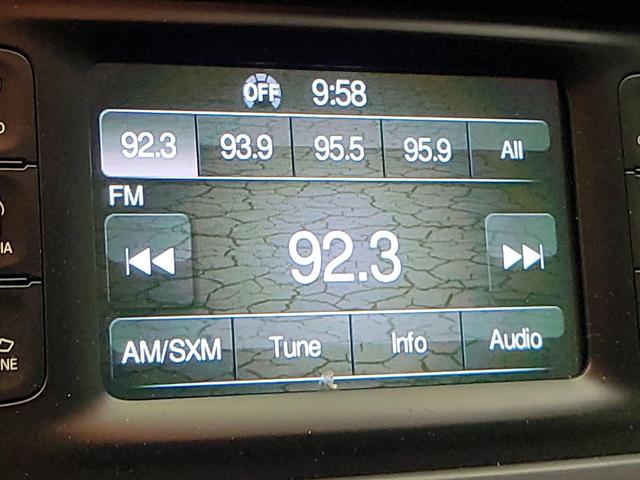 OFF 9:58
92.3 93.9 95.5 95.9 All
FM
92.3
AM/SXM Tune Info Audio